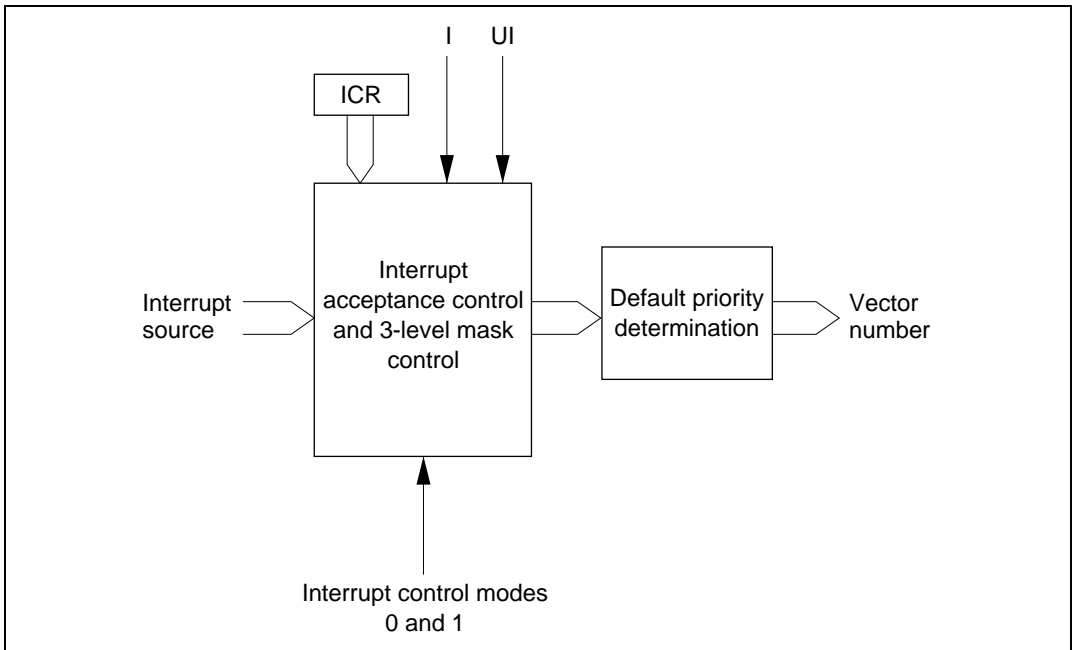 I UI
ICR
Interrupt
acceptance control
and 3-level mask
control
Interrupt
source
Default priority
determination
Vector
number
Interrupt control modes
0 and 1